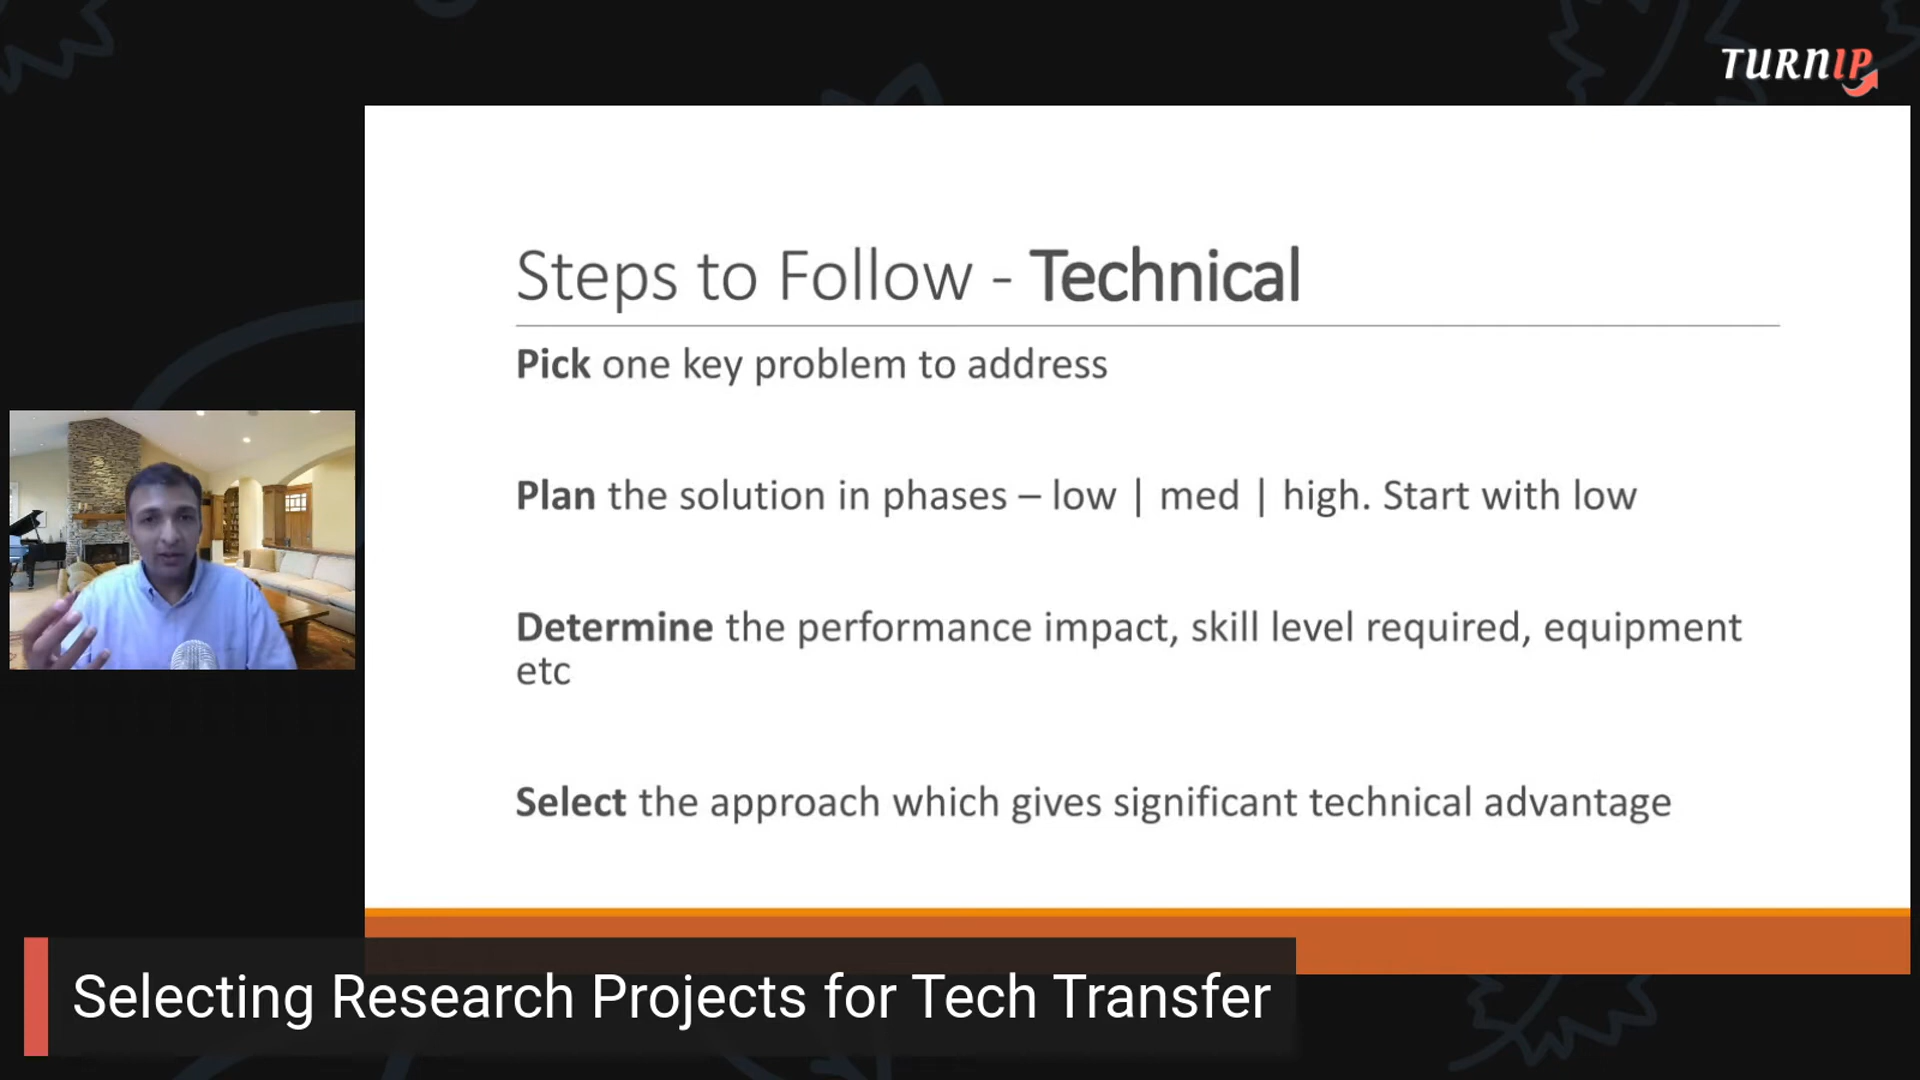 TURNIP
Steps to Follow - Technical
Pick one key problem to address
Plan the solution in phases – low | med | high. Start with low
Determine the performance impact, skill level required, equipment
etc
Select the approach which gives significant technical advantage
Selecting Research Projects for Tech Transfer